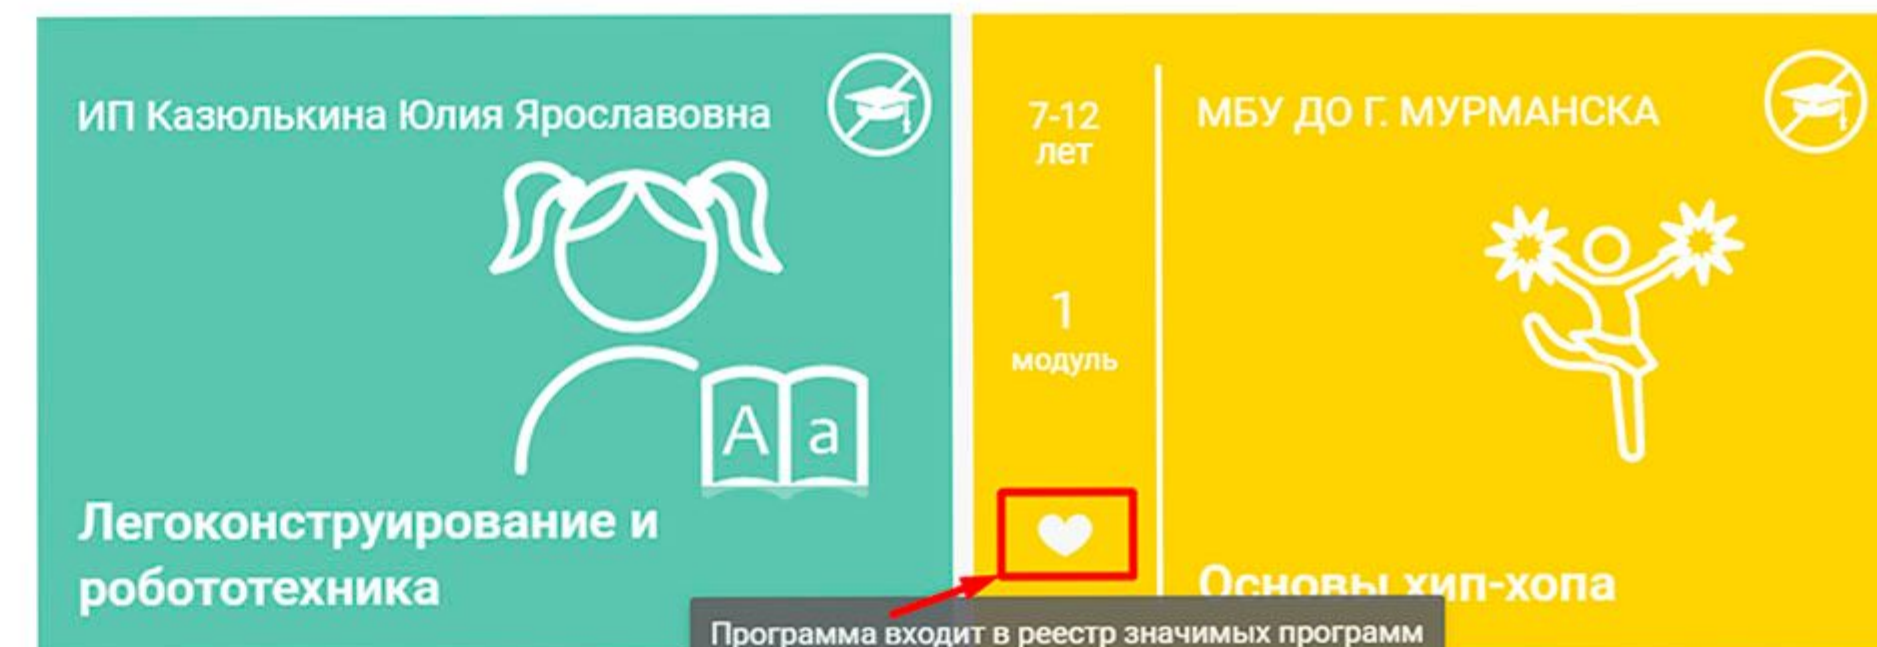 ИП Казюлькина Юлия Ярославовна
A a
Легоконструирование и
робототехника
7-12
лет
1
модуль
МБУ ДО Г. МУРМАНСКА
Основы хип-хопа
Программа входит в реестр значимых программ